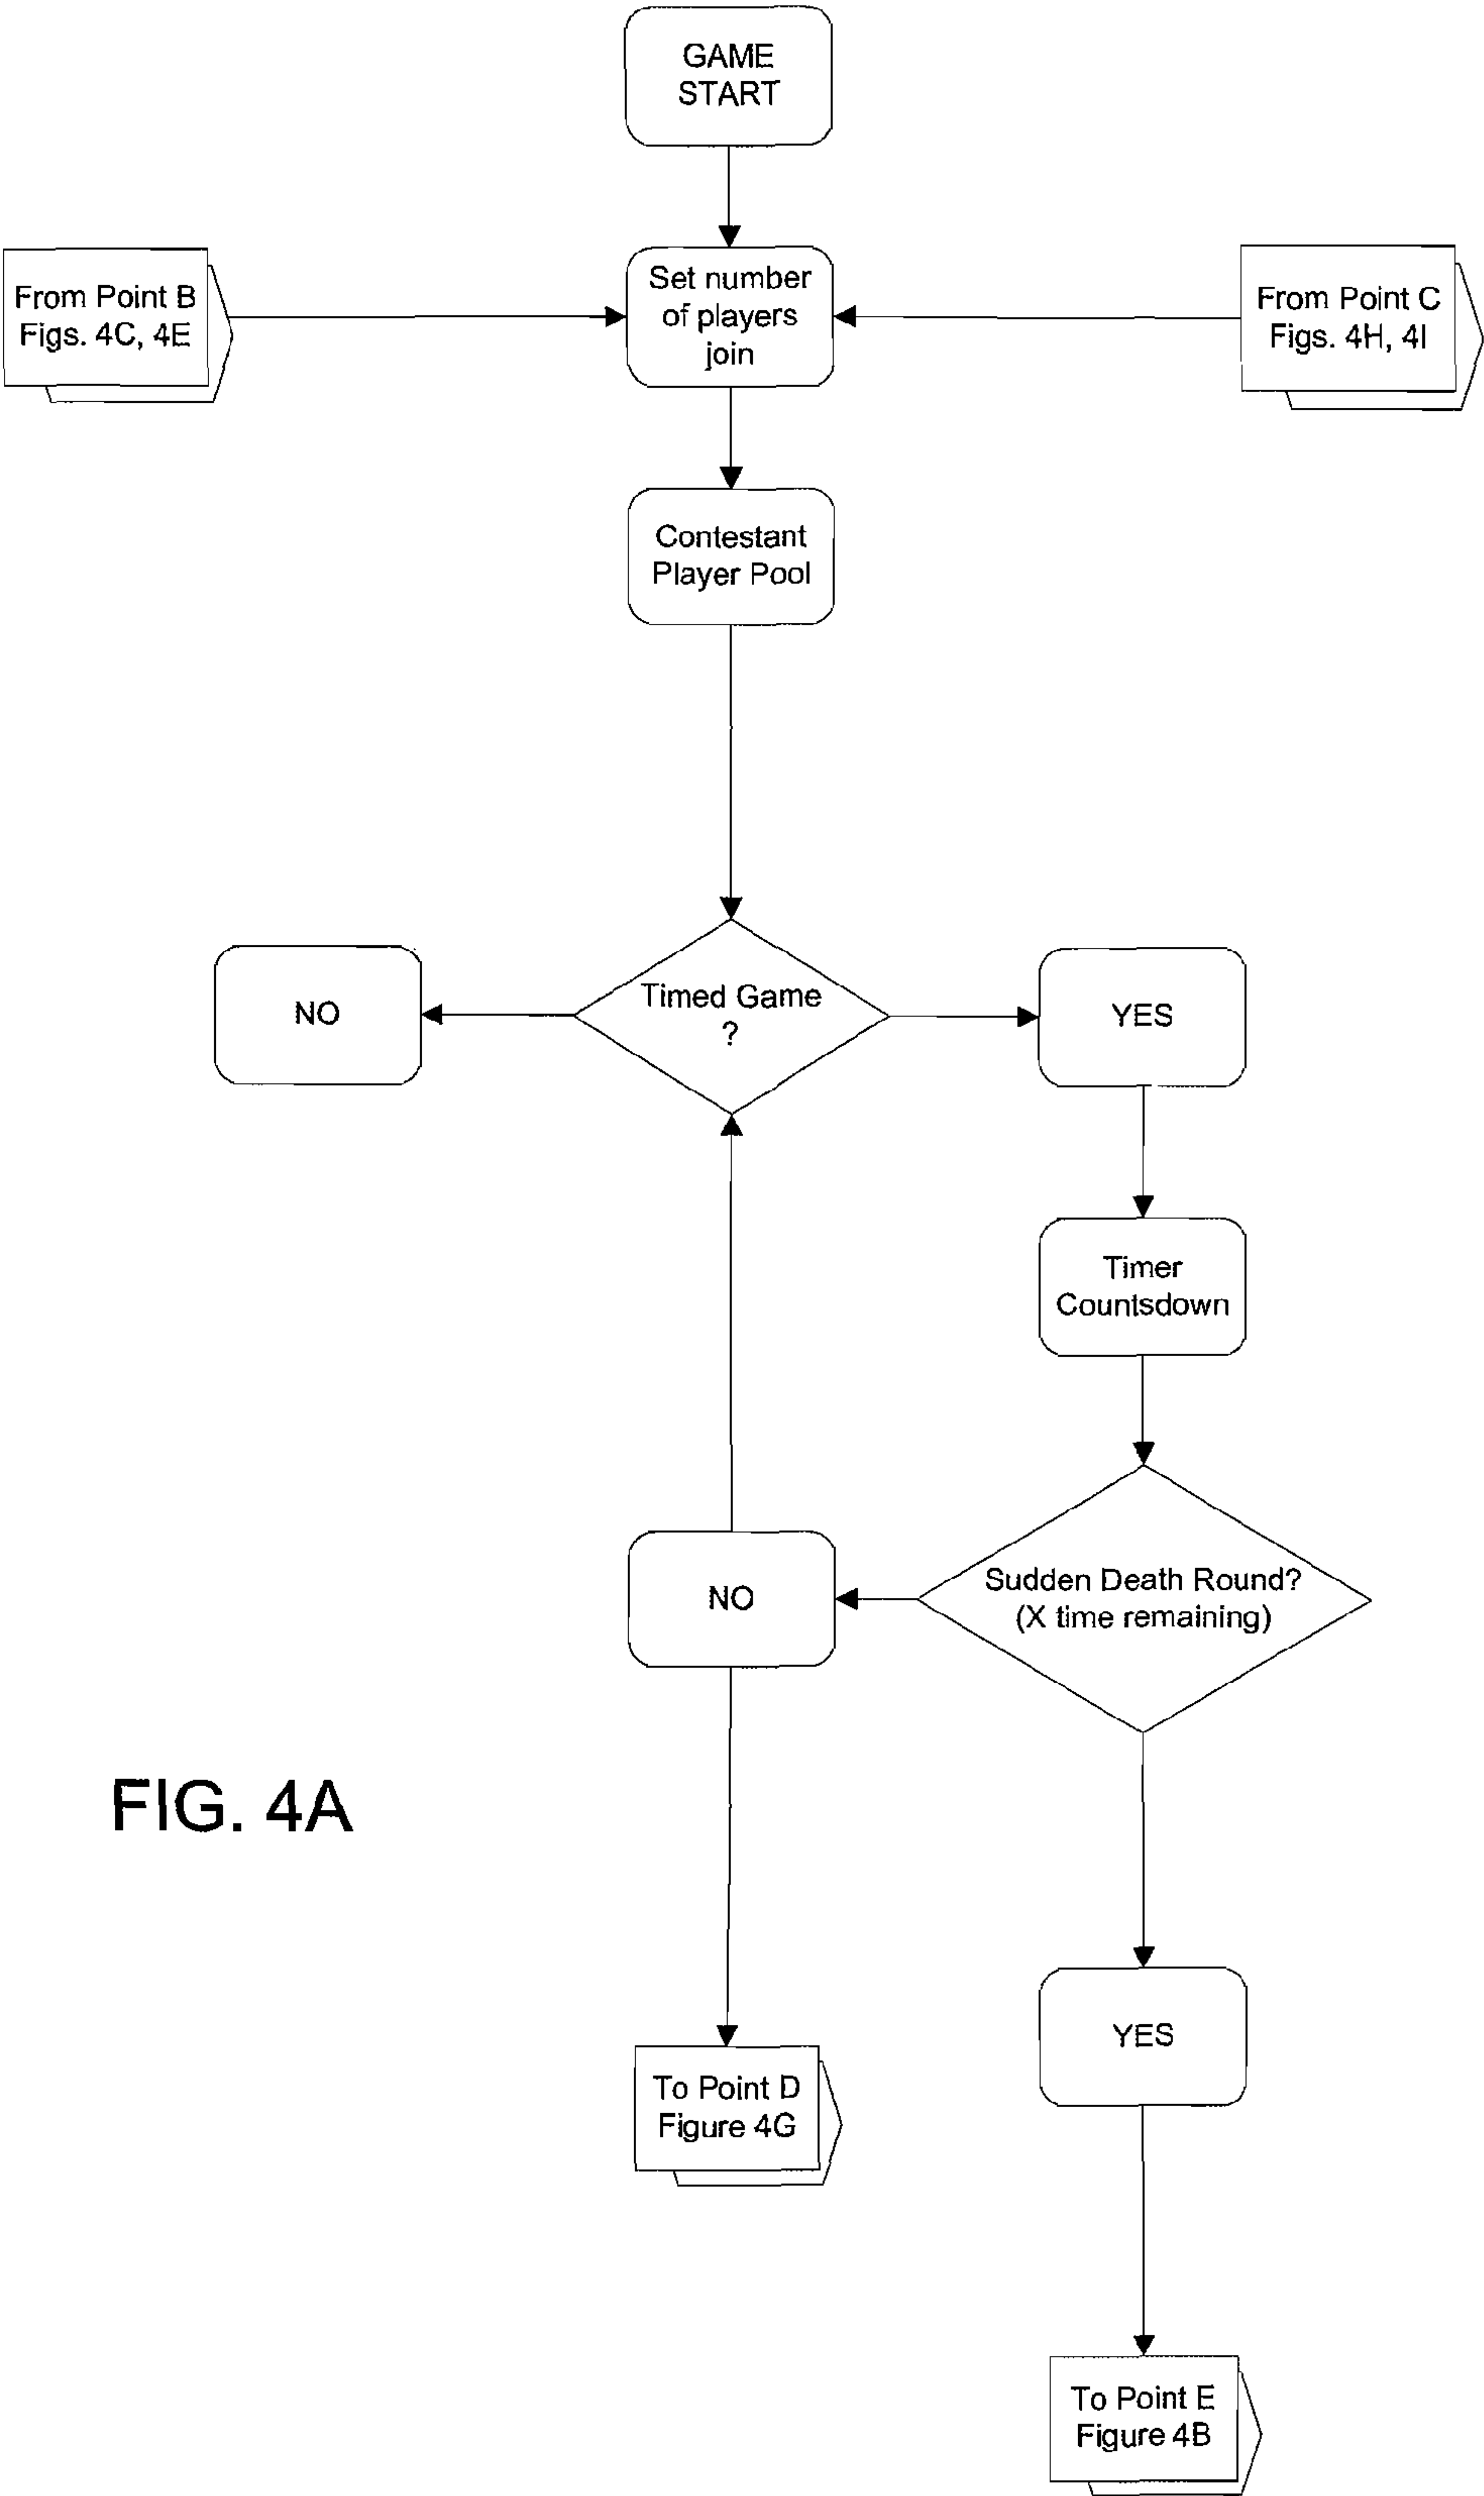 GAME
START
From Point B
Figs. 4C, 4E
Set number
of players
join
From Point C
Figs. 4H, 4I
Contestant
Player Pool
NO
Timed Game
?
YES
Timer
Countsdown
NO
Sudden Death Round?
(X time remaining)
FIG. 4A
YES
To Point D
Figure 4G
To Point E
Figure 4B